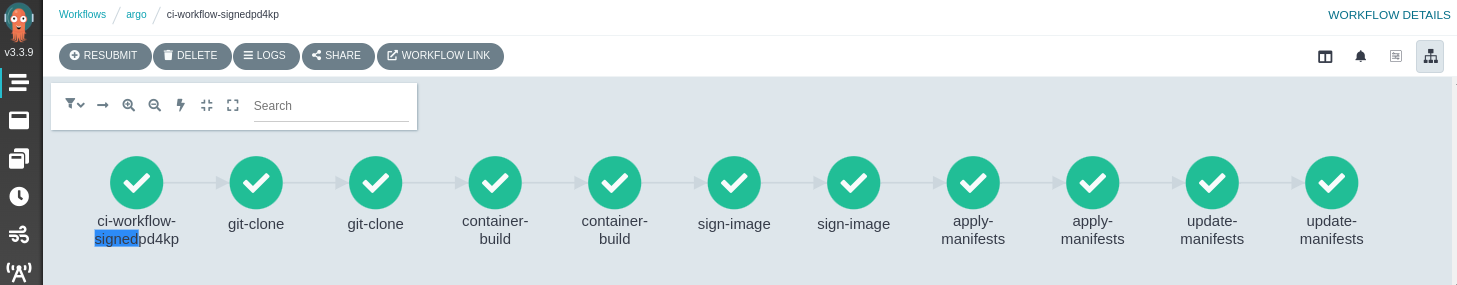 Workflows / argo / ci-workflow-signedpd4kp
WORKFLOW DETAILS
v3.3.9
RESUBMIT DELETE LOGS SHARE WORKFLOW LINK
Search
ci-workflow-
signedpd4kp
git-clone
git-clone
container-
build
container-
build
sign-image
sign-image
apply-
manifests
apply-
manifests
update-
manifests
update-
manifests